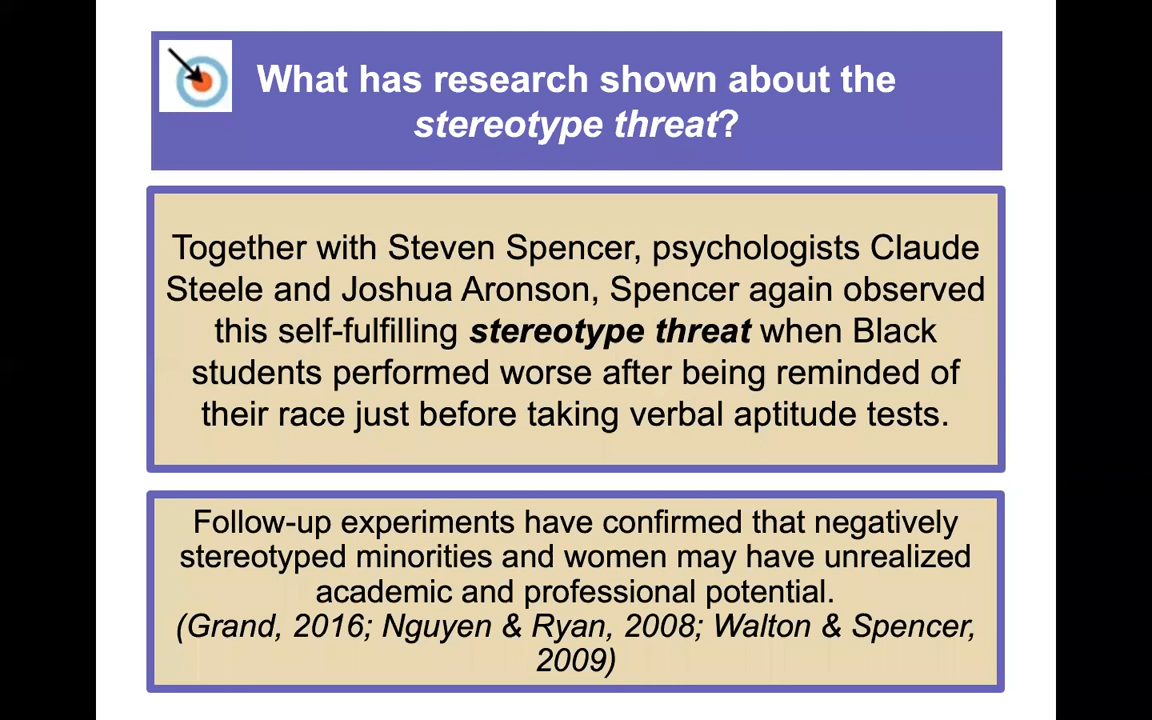 What has research shown about the
stereotype threat?
Together with Steven Spencer, psychologists Claude
Steele and Joshua Aronson, Spencer again observed
this self-fulfilling stereotype threat when Black
students performed worse after being reminded of
their race just before taking verbal aptitude tests.
Follow-up experiments have confirmed that negatively
stereotyped minorities and women may have unrealized
academic and professional potential.
(Grand, 2016; Nguyen & Ryan, 2008; Walton & Spencer,
2009)